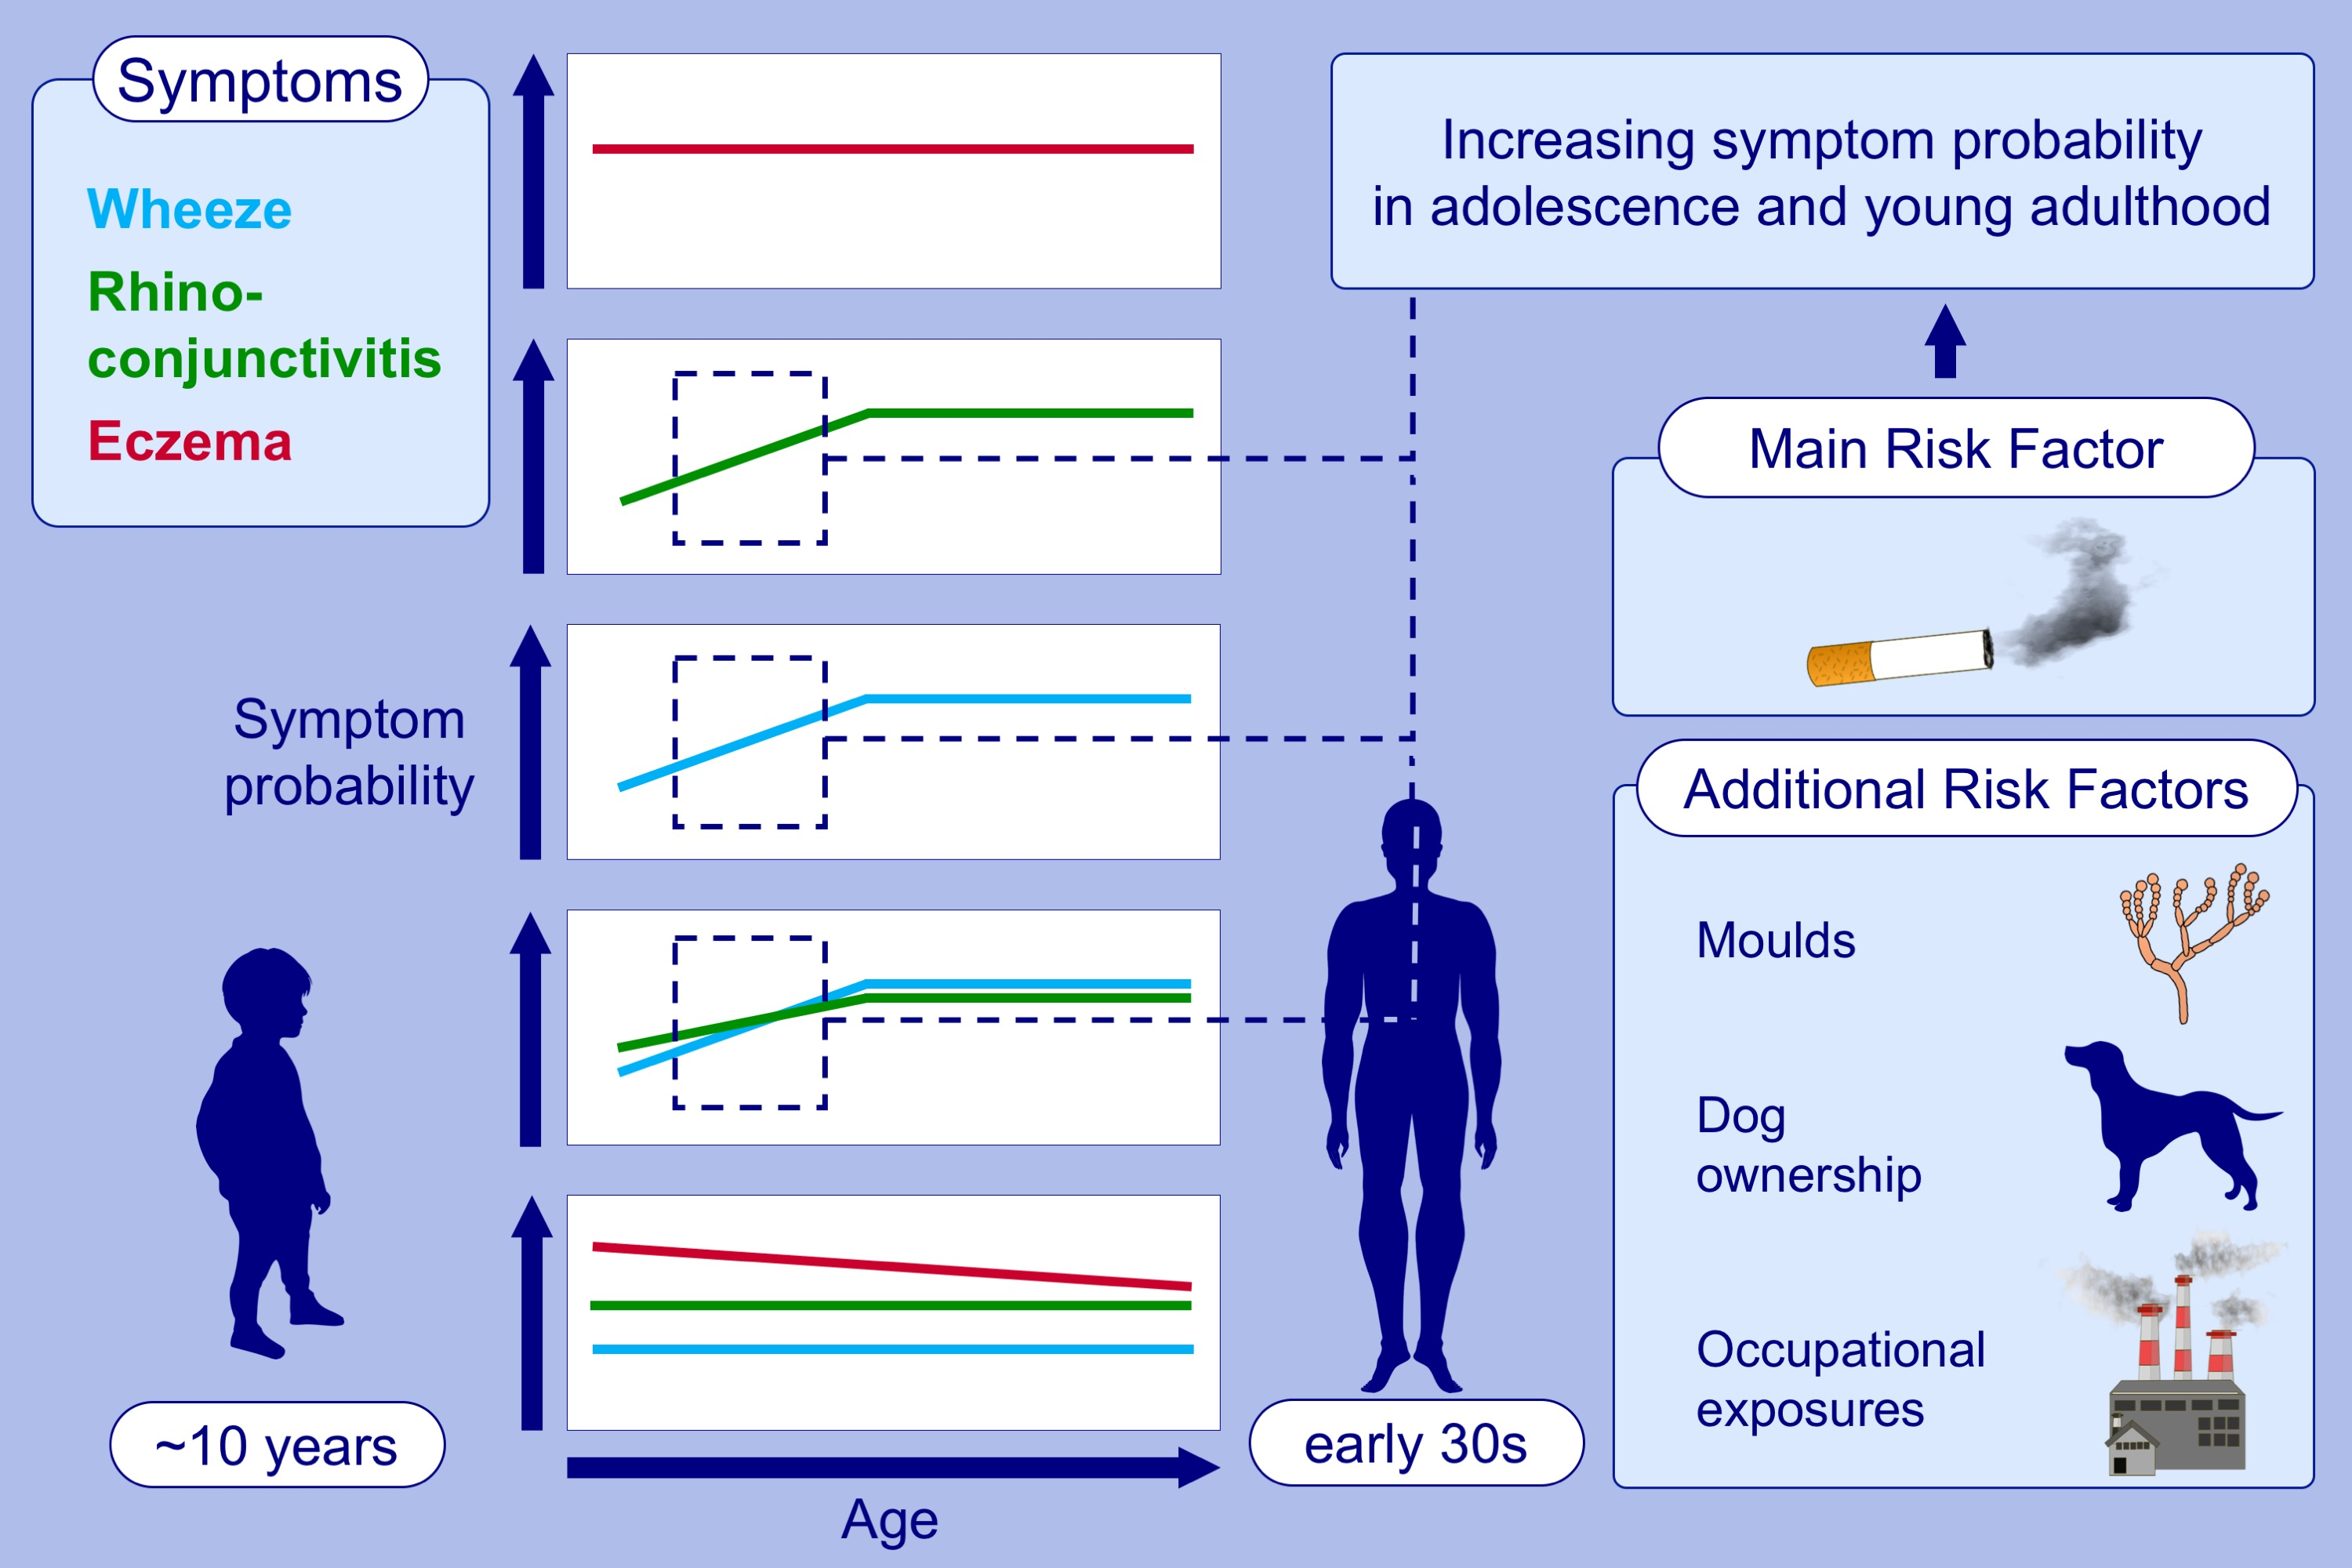 Symptoms
Wheeze
Rhino-
conjunctivitis
Eczema
Symptom
probability
~10 years
Age
early 30s
Increasing symptom probability
in adolescence and young adulthood
Main Risk Factor
Additional Risk Factors
Moulds
Dog
ownership
Occupational
exposures